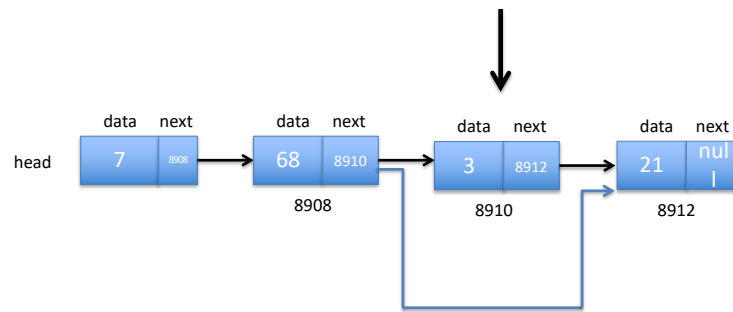 data next data next data next data next
head 7 8908 68 8910 3 8912 21 nul
l
8908 8910 8912